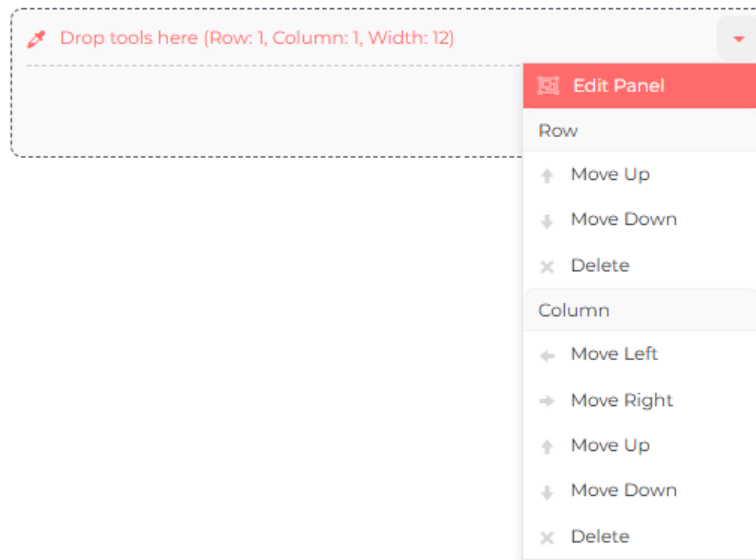 Drop tools here (Row: 1, Column: 1, Width: 12)
Edit Panel
Row
Move Up
Move Down
Delete
Column
Move Left
Move Right
Move Up
Move Down
Delete